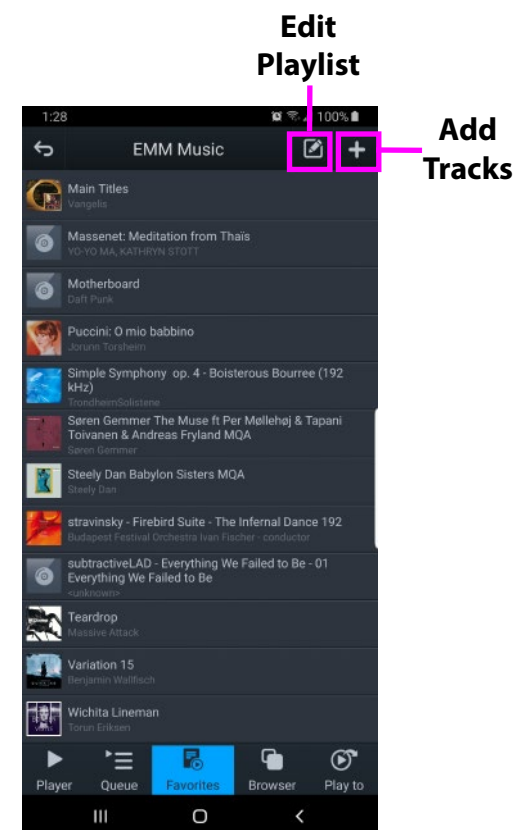 Edit
Playlist
Add
Tracks
1:28
100%
EMM Music
Main Titles
Vangelis
Massenet: Meditation from Thaïs
YO-YO MA, KATHRYN STOTT
Motherboard
Daft Punk
Puccini: O mio babbino
Jorunn Torsheim
Simple Symphony op. 4 - Boisterous Bourree (192
kHz)
TrondheimSolistene
Søren Gemmer The Muse ft Per Møllehøj & Tapani
Toivanen & Andreas Fryland MQA
Søren Gemmer
Steely Dan Babylon Sisters MQA
Steely Dan
stravinsky - Firebird Suite - The Infernal Dance 192
Budapest Festival Orchestra Ivan Fischer - conductor
subtractiveLAD - Everything We Failed to Be - 01
Everything We Failed to Be
<unknown>
Teardrop
Massive Attack
Variation 15
Benjamin Wallfisch
Wichita Lineman
Torun Eriksen
Player
Queue
Favorites
Browser
Play to